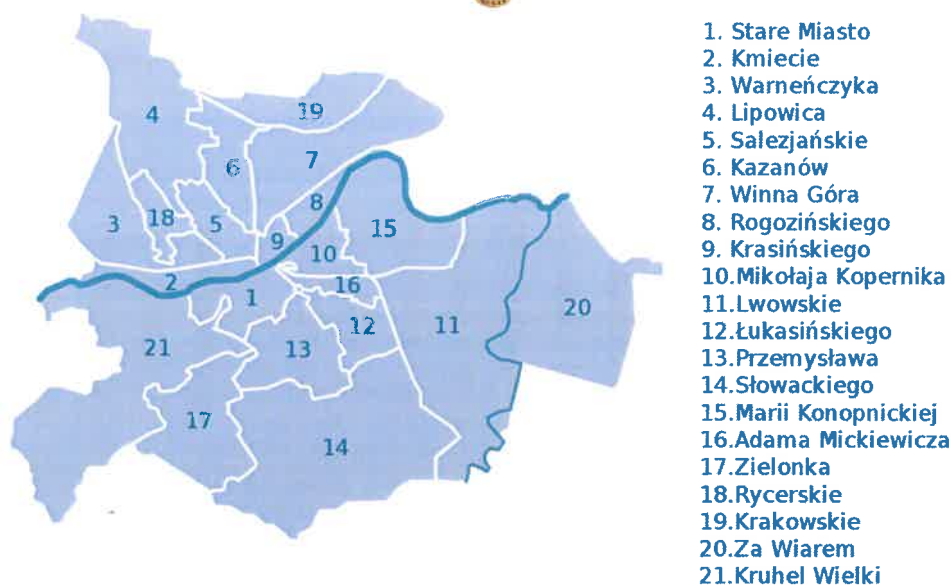 19
4
7
6
8
3
18
5
15
9
10
2
16
1
20
11
12
21
13
17
14
1. Stare Miasto
2. Kmiecie
3. Warneńczyka
4. Lipowica
5. Salezjańskie
6. Kazanów
7. Winna Góra
8. Rogozińskiego
9. Krasińskiego
10.Mikołaja Kopernika
11.Lwowskie
12.Łukasińskiego
13.Przemysława
14.Słowackiego
15.Marii Konopnickiej
16.Adama Mickiewicza
17.Zielonka
18.Rycerskie
19.Krakowskie
20.Za Wiarem
21.Kruhel Wielki